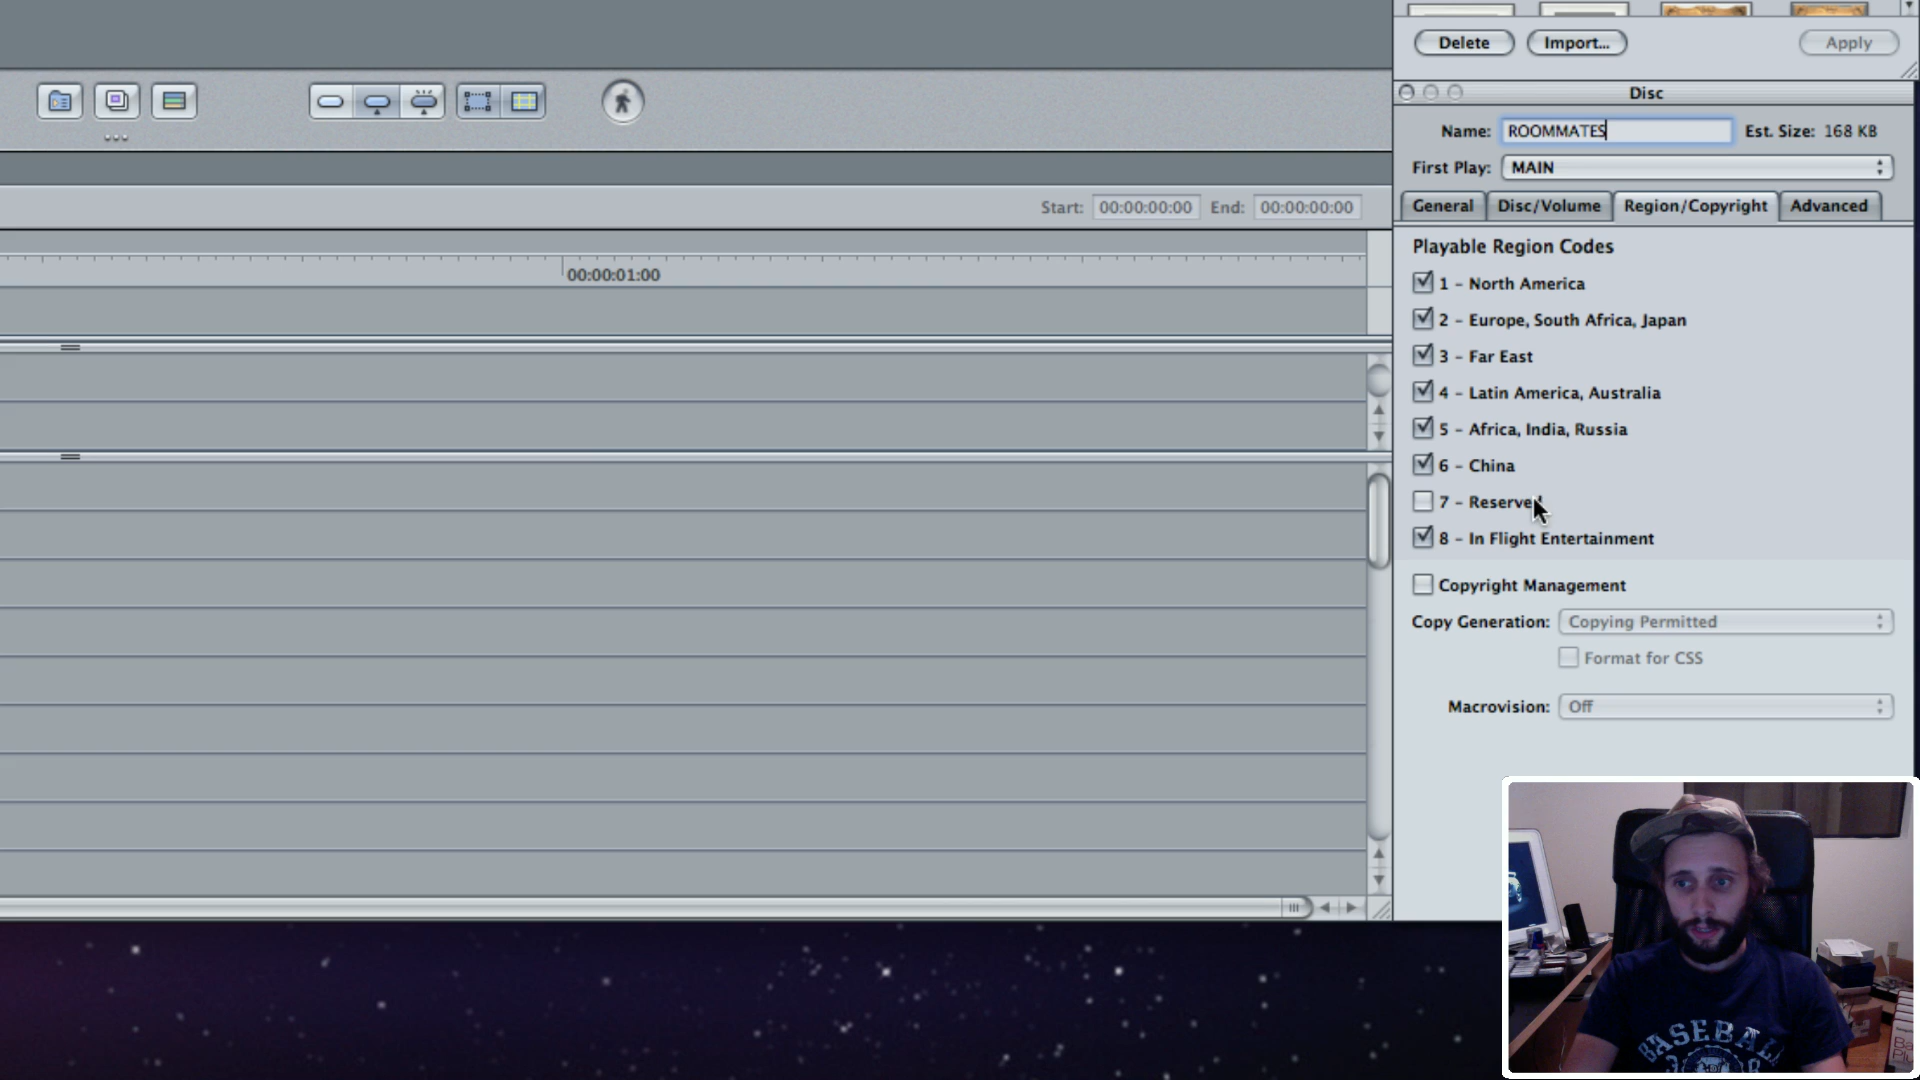 Delete
Import...
Apply
Disc
Name: ROOMMATES Est. Size: 168 KB
First Play: MAIN
Start: 00:00:00:00 End: 00:00:00:00
General Disc/Volume Region/Copyright Advanced
Playable Region Codes
00:00:01:00
1 - North America
2 - Europe, South Africa, Japan
3 - Far East
4 - Latin America, Australia
5 - Africa, India, Russia
6 - China
7 - Reserved
8 - In Flight Entertainment
Copyright Management
Copy Generation: Copying Permitted
Format for CSS
Macrovision: Off
BASEBALL